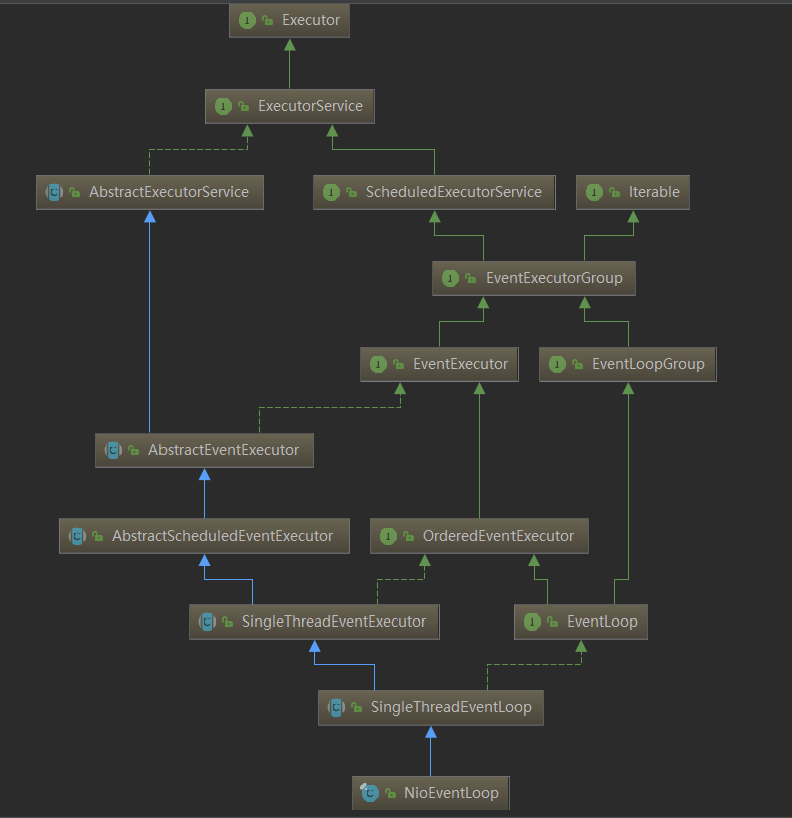 Executor
ExecutorService
AbstractExecutorService
ScheduledExecutorService
Iterable
EventExecutorGroup
EventExecutor
EventLoopGroup
AbstractEventExecutor
AbstractScheduledEventExecutor
OrderedEventExecutor
SingleThreadEventExecutor
EventLoop
SingleThreadEventLoop
NioEventLoop